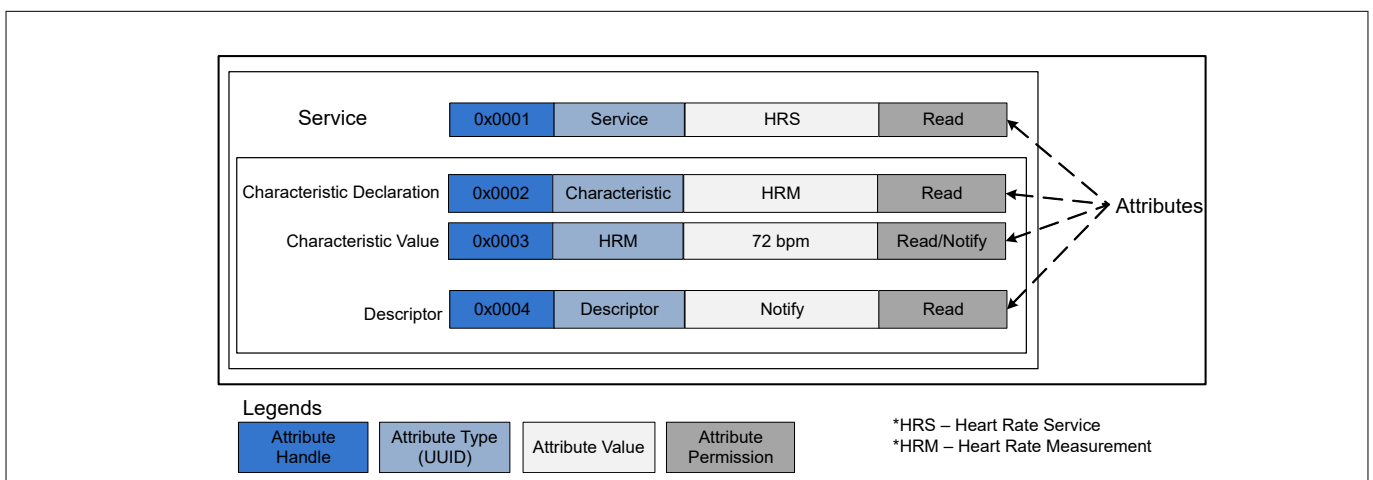 Service 0x0001 Service HRS Read
Characteristic Declaration 0x0002 Characteristic HRM Read
Attributes
Characteristic Value 0x0003 HRM 72 bpm Read/Notify
Descriptor 0x0004 Descriptor Notify Read
Legends
Attribute Handle
Attribute Type (UUID)
Attribute Value
Attribute Permission
*HRS – Heart Rate Service
*HRM – Heart Rate Measurement